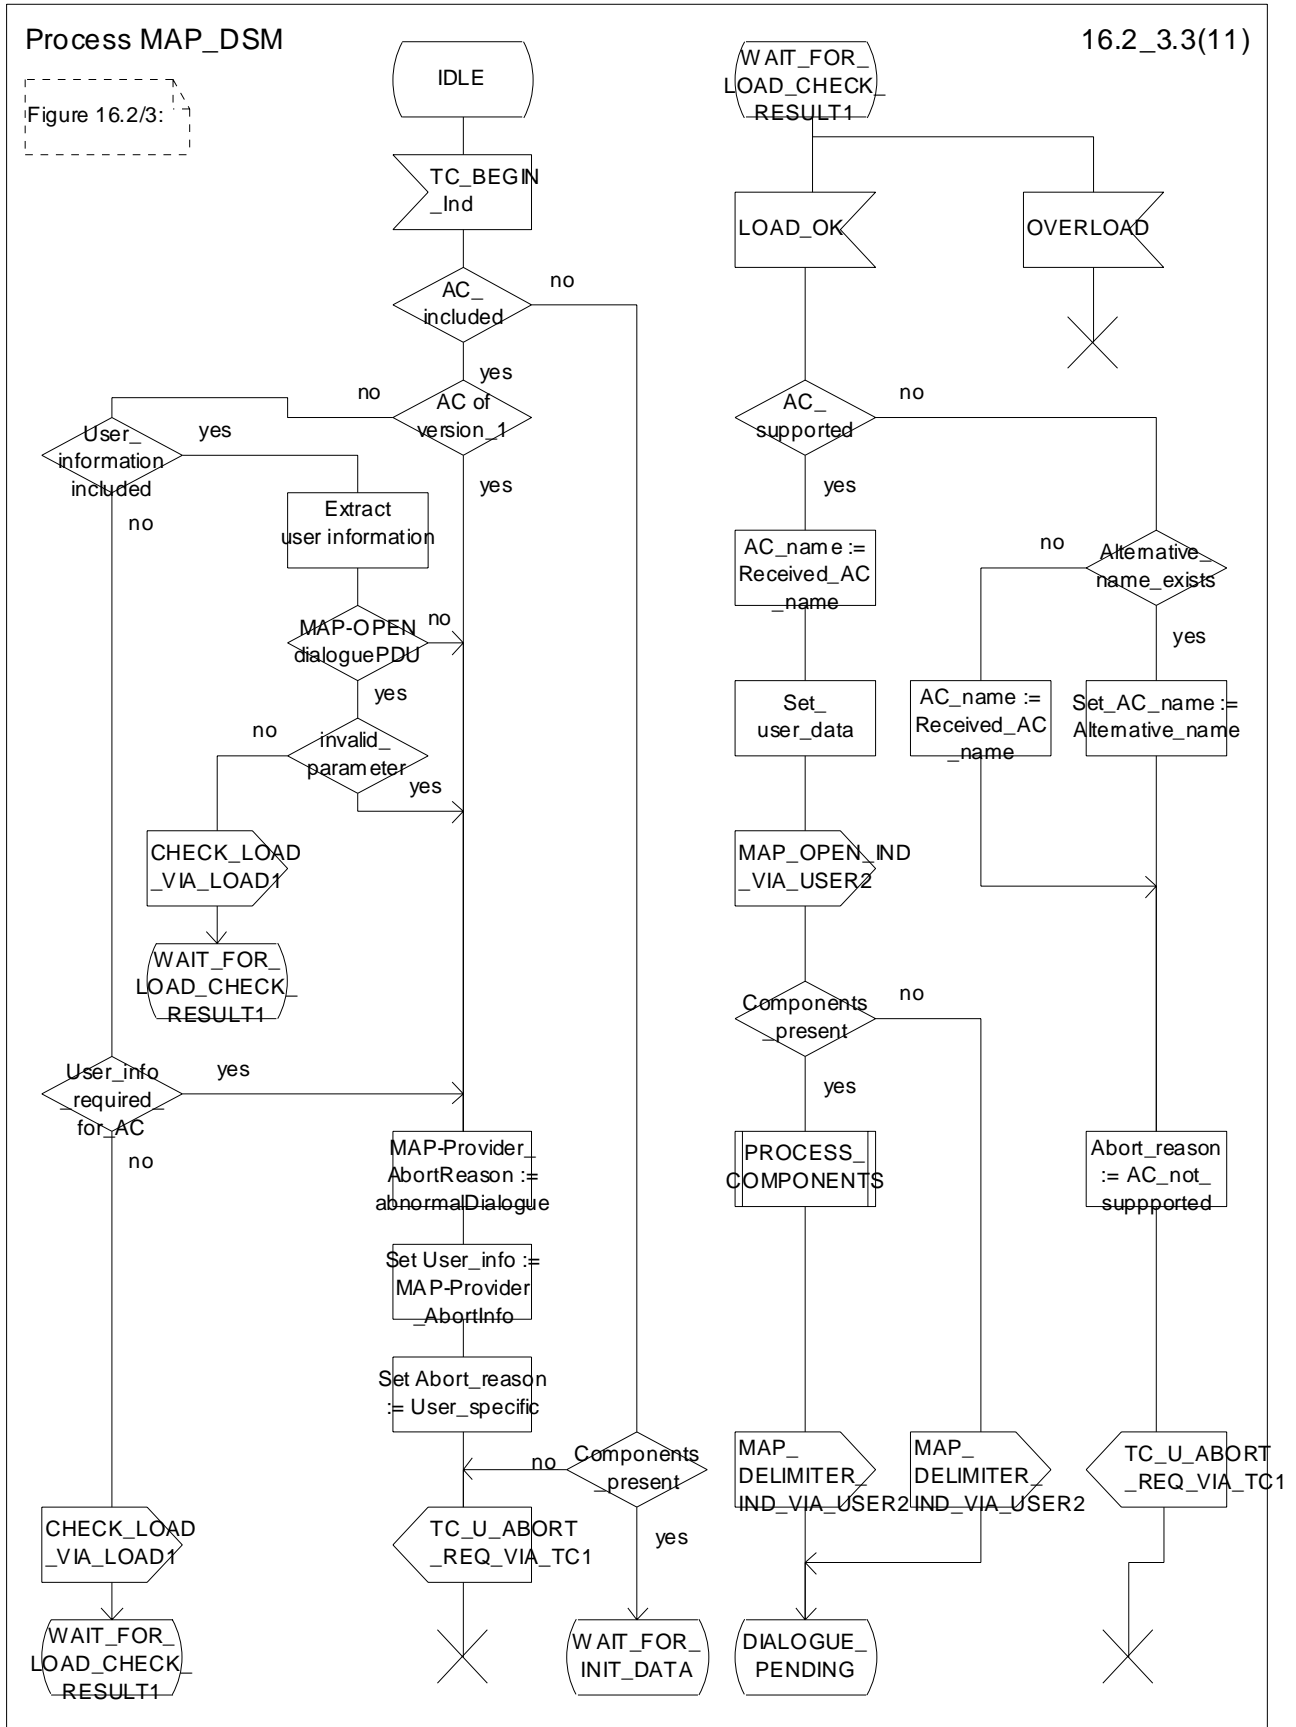 Process MAP_DSM
16.2_3.3(11)
Figure 16.2/3:
IDLE
TC_BEGIN
_Ind
AC_
included
no
yes
AC of
version_1
no
yes
User_
information
included
yes
no
Extract
user information
MAP-OPEN
dialoguePDU
no
yes
invalid_
parameter
no
yes
CHECK_LOAD
_VIA_LOAD1
WAIT_FOR_
LOAD_CHECK_
RESULT1
User_info
_required_
for_AC
yes
no
MAP-Provider_
AbortReason :=
abnormalDialogue
Set User_info :=
MAP-Provider
_AbortInfo
Set Abort_reason
:= User_specific
Components
_present
no
yes
CHECK_LOAD
_VIA_LOAD1
TC_U_ABORT
_REQ_VIA_TC1
WAIT_FOR_
LOAD_CHECK_
RESULT1
WAIT_FOR_
INIT_DATA
WAIT_FOR_
LOAD_CHECK_
RESULT1
LOAD_OK
OVERLOAD
AC_
supported
no
yes
AC_name :=
Received_AC
_name
Alternative_
name_exists
no
yes
Set_
user_data
AC_name :=
Received_AC
_name
Set_AC_name :=
Alternative_name
MAP_OPEN_IND
_VIA_USER2
Components
_present
no
yes
PROCESS_
COMPONENTS
Abort_reason
:= AC_not_
suppported
MAP_
DELIMITER_
IND_VIA_USER2
MAP_
DELIMITER_
IND_VIA_USER2
TC_U_ABORT
_REQ_VIA_TC1
DIALOGUE_
PENDING